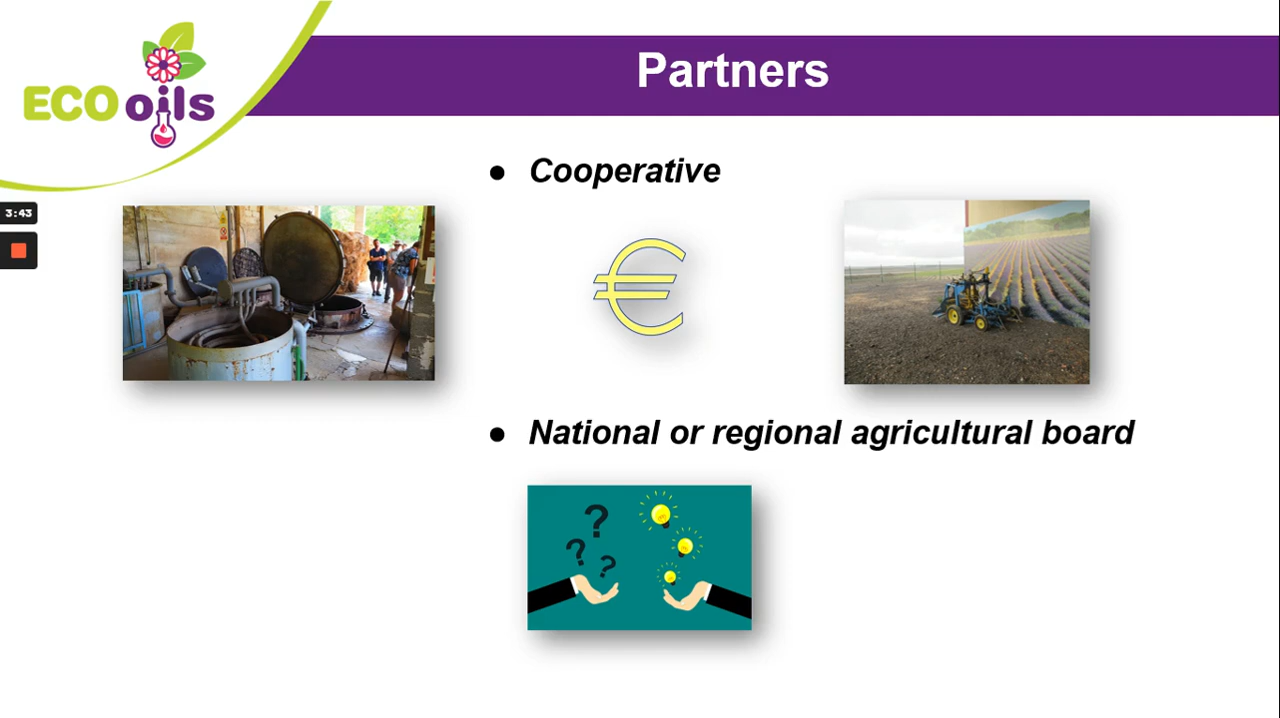 Partners
ECO oils
● Cooperative
3:43
€
● National or regional agricultural board
? ? ?